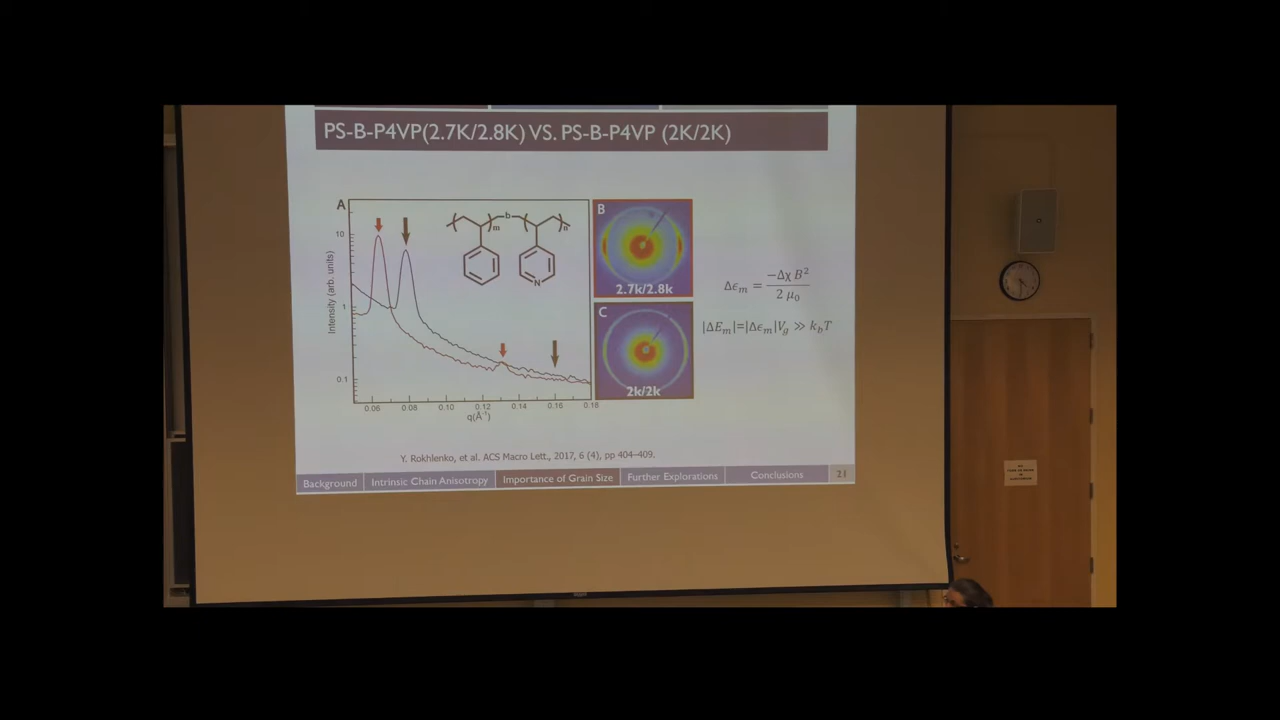 PS-B-P4VP(2.7K/2.8K) VS. PS-B-P4VP (2K/2K)
A
Intensity (arb. units)
10
1
0.1
0.06 0.08 0.10 0.12 0.14 0.16 0.18
q(Å⁻¹)
b
m
n
N
B
2.7k/2.8k
C
2k/2k
Δϵₘ = −Δχ B² / 2 μ₀
|ΔEₘ|=|Δϵₘ|V_g ≫ k_bT
Y. Rokhlenko, et al. ACS Macro Lett., 2017, 6 (4), pp 404–409.
Background Intrinsic Chain Anisotropy Importance of Grain Size Further Explorations Conclusions 21